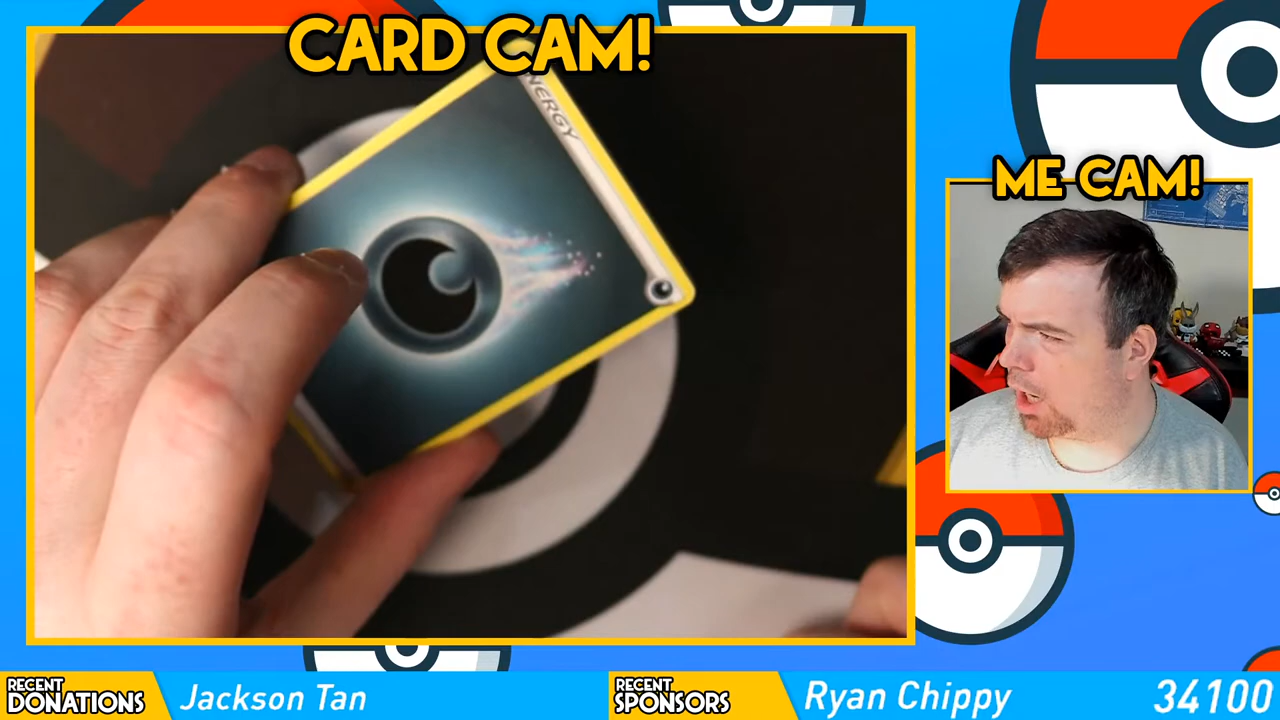 CARD CAM!
ENERGY
ME CAM!
RECENT
DONATIONS
Jackson Tan
RECENT
SPONSORS
Ryan Chippy
34100